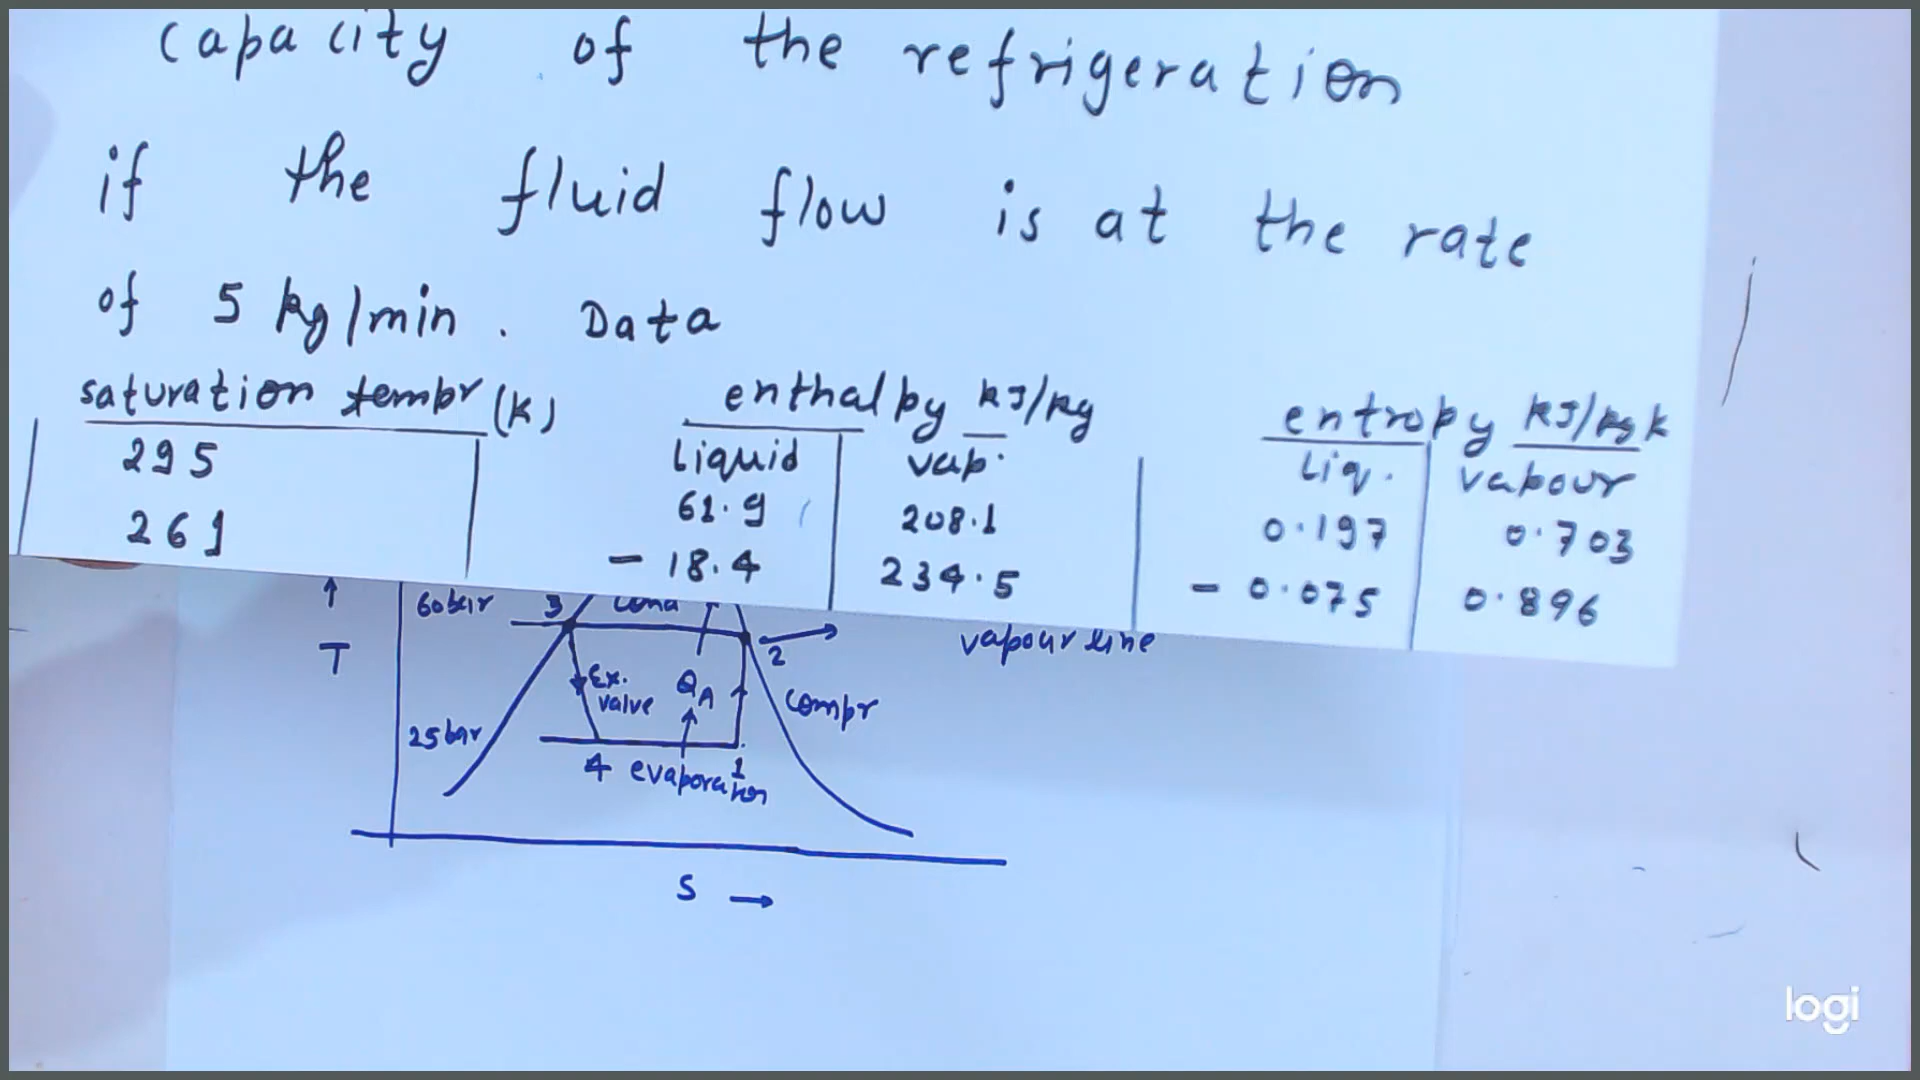 capacity of the refrigeration
if the fluid flow is at the rate
of 5 kg/min. Data
saturation tempr (K) enthalpy kJ/kg entropy kJ/kg k
liquid vap. Liq. vapour
295 61.9 208.1 0.197 0.703
261 -18.4 234.5 -0.075 0.896
60 bar 3 cond
T 2 vapour line
Ex. valve QA compr
25 bar
4 evaporator 1
S
logi